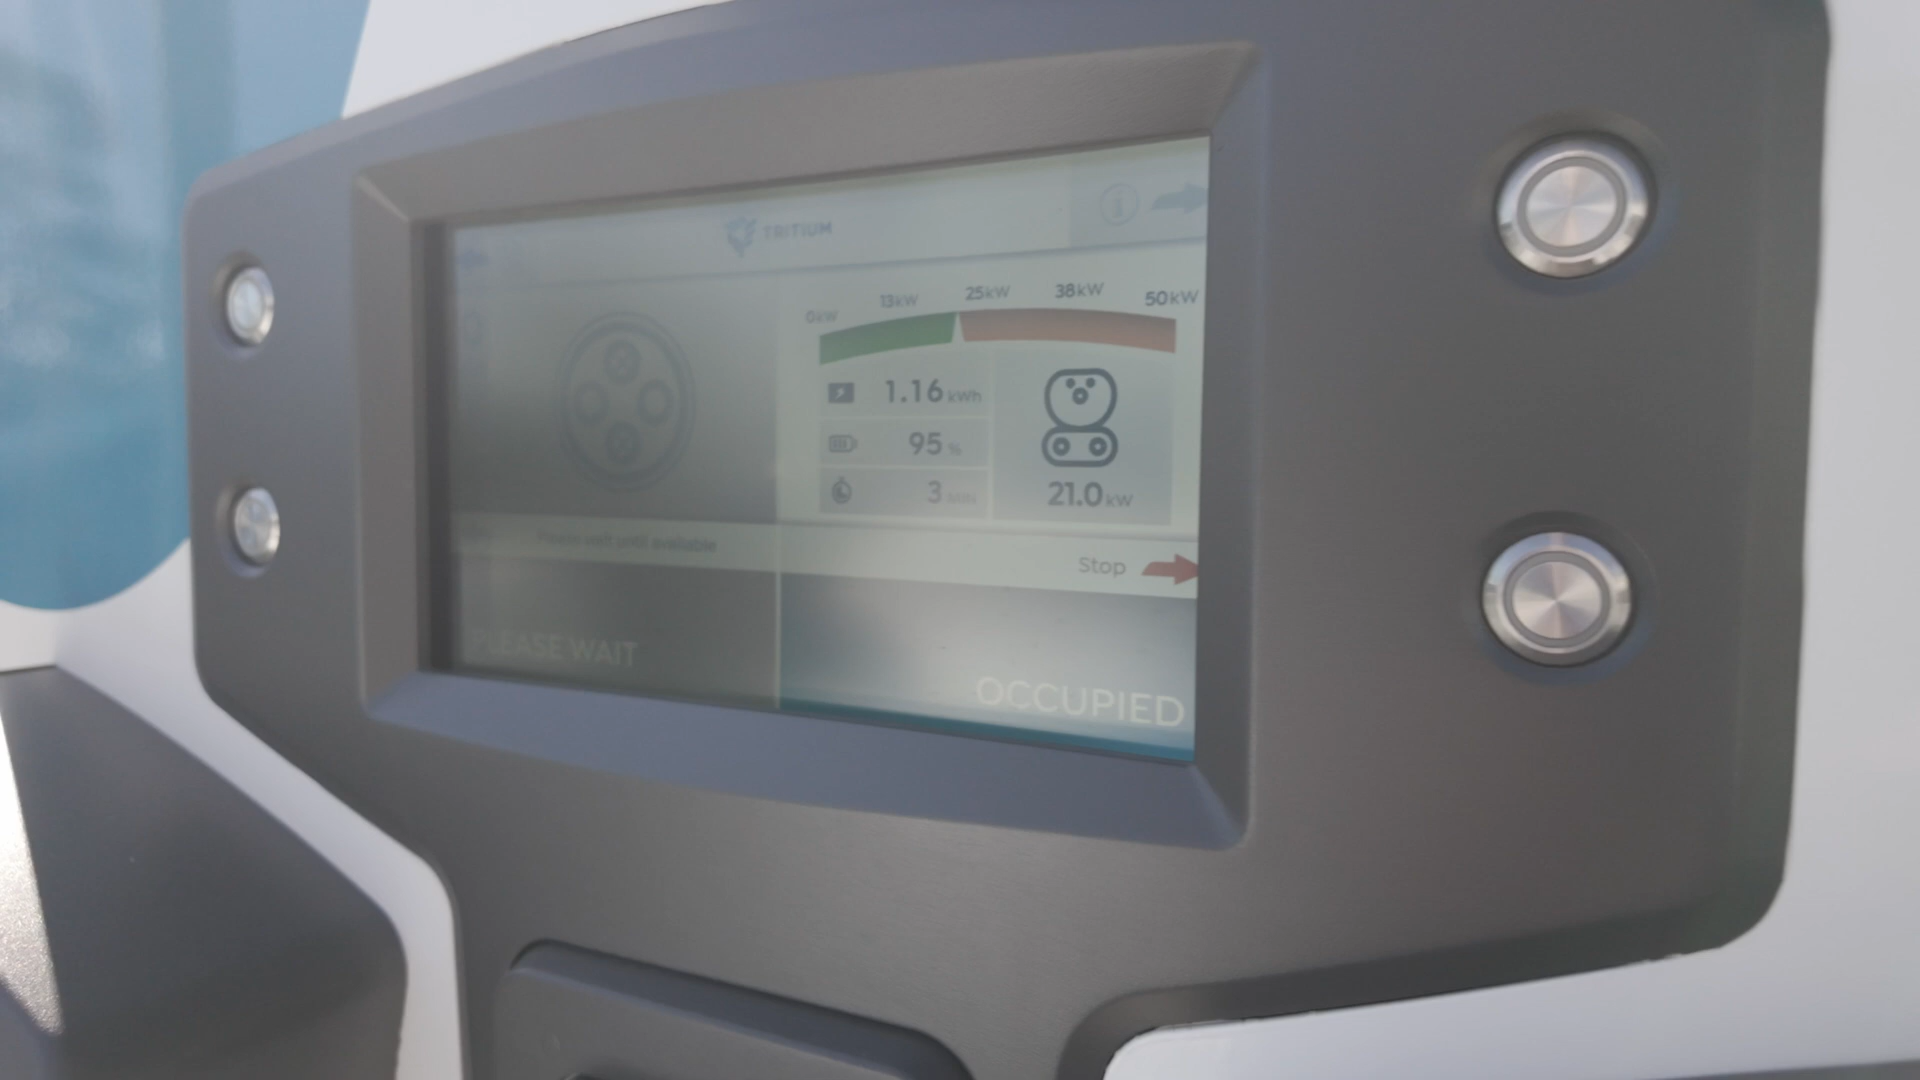 TRITIUM
0kW 13kW 25kW 38kW 50kW
1.16 kWh
95 %
3 MIN
21.0 kW
Please wait until available
Stop
PLEASE WAIT
OCCUPIED